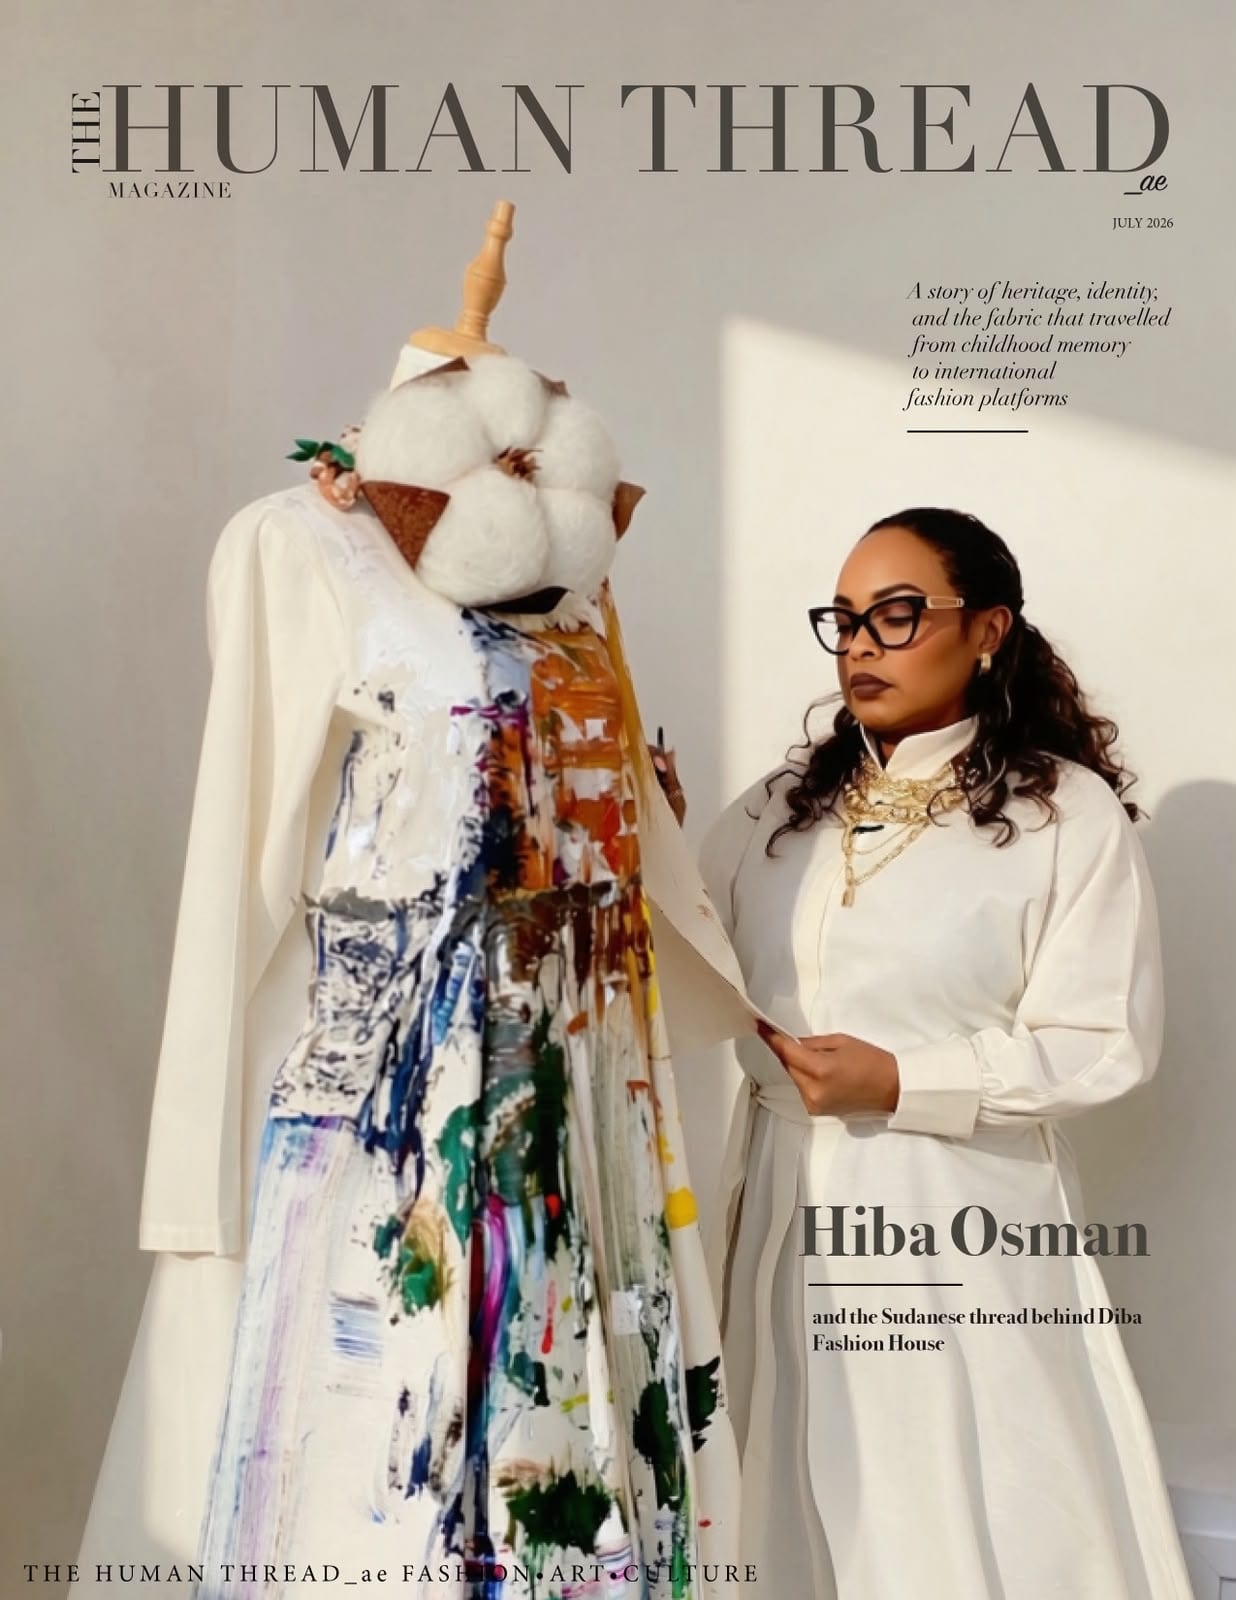 THE HUMAN THREAD
_ae
MAGAZINE
JULY 2026
A story of heritage, identity,
and the fabric that travelled
from childhood memory
to international
fashion platforms
Hiba Osman
and the Sudanese thread behind Diba
Fashion House
THE HUMAN THREAD_ae FASHION•ART•CULTURE